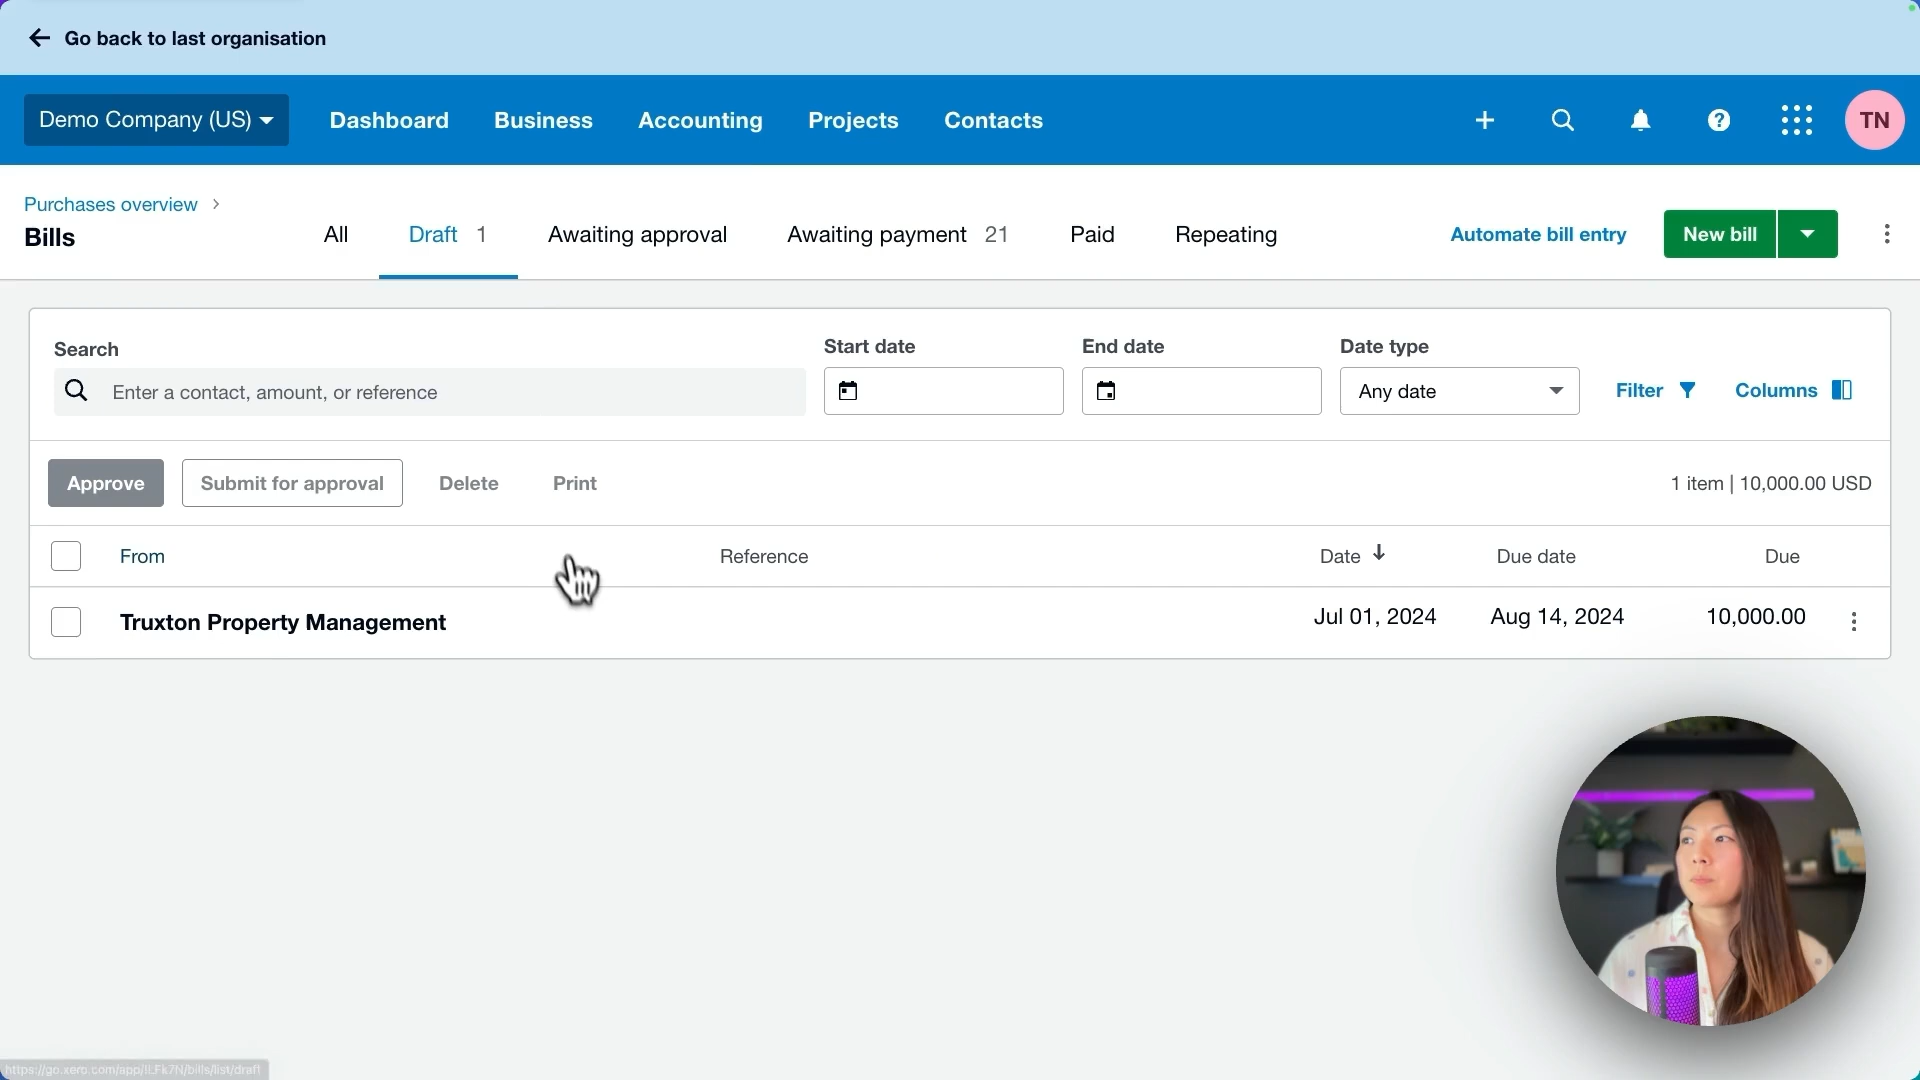 Go back to last organisation
Demo Company (US) Dashboard Business Accounting Projects Contacts TN
Purchases overview
Bills
All Draft 1 Awaiting approval Awaiting payment 21 Paid Repeating Automate bill entry New bill
Search Start date End date Date type
Enter a contact, amount, or reference Any date Filter Columns
Approve Submit for approval Delete Print 1 item | 10,000.00 USD
From Reference Date Due date Due
Truxton Property Management Jul 01, 2024 Aug 14, 2024 10,000.00